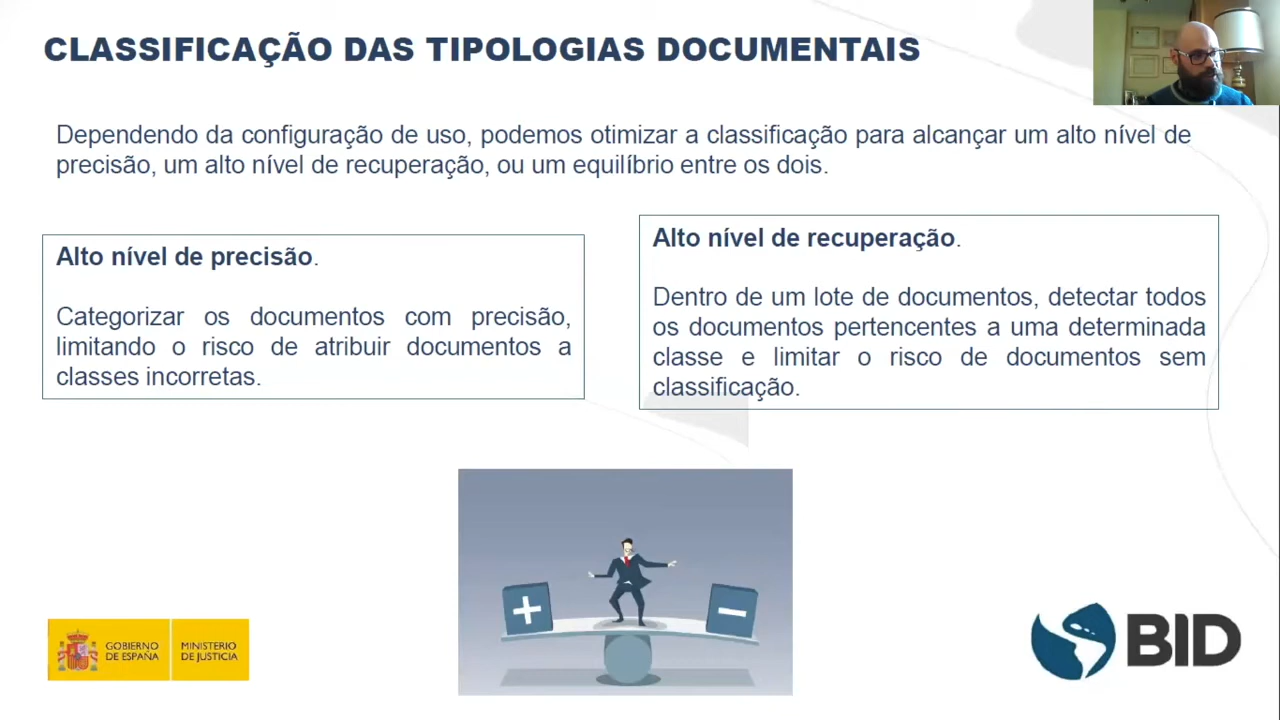 CLASSIFICAÇÃO DAS TIPOLOGIAS DOCUMENTAIS
Dependendo da configuração de uso, podemos otimizar a classificação para alcançar um alto nível de
precisão, um alto nível de recuperação, ou um equilíbrio entre os dois.
Alto nível de precisão.
Categorizar os documentos com precisão,
limitando o risco de atribuir documentos a
classes incorretas.
Alto nível de recuperação.
Dentro de um lote de documentos, detectar todos
os documentos pertencentes a uma determinada
classe e limitar o risco de documentos sem
classificação.
+
−
GOBIERNO
DE ESPAÑA
MINISTERIO
DE JUSTICIA
BID